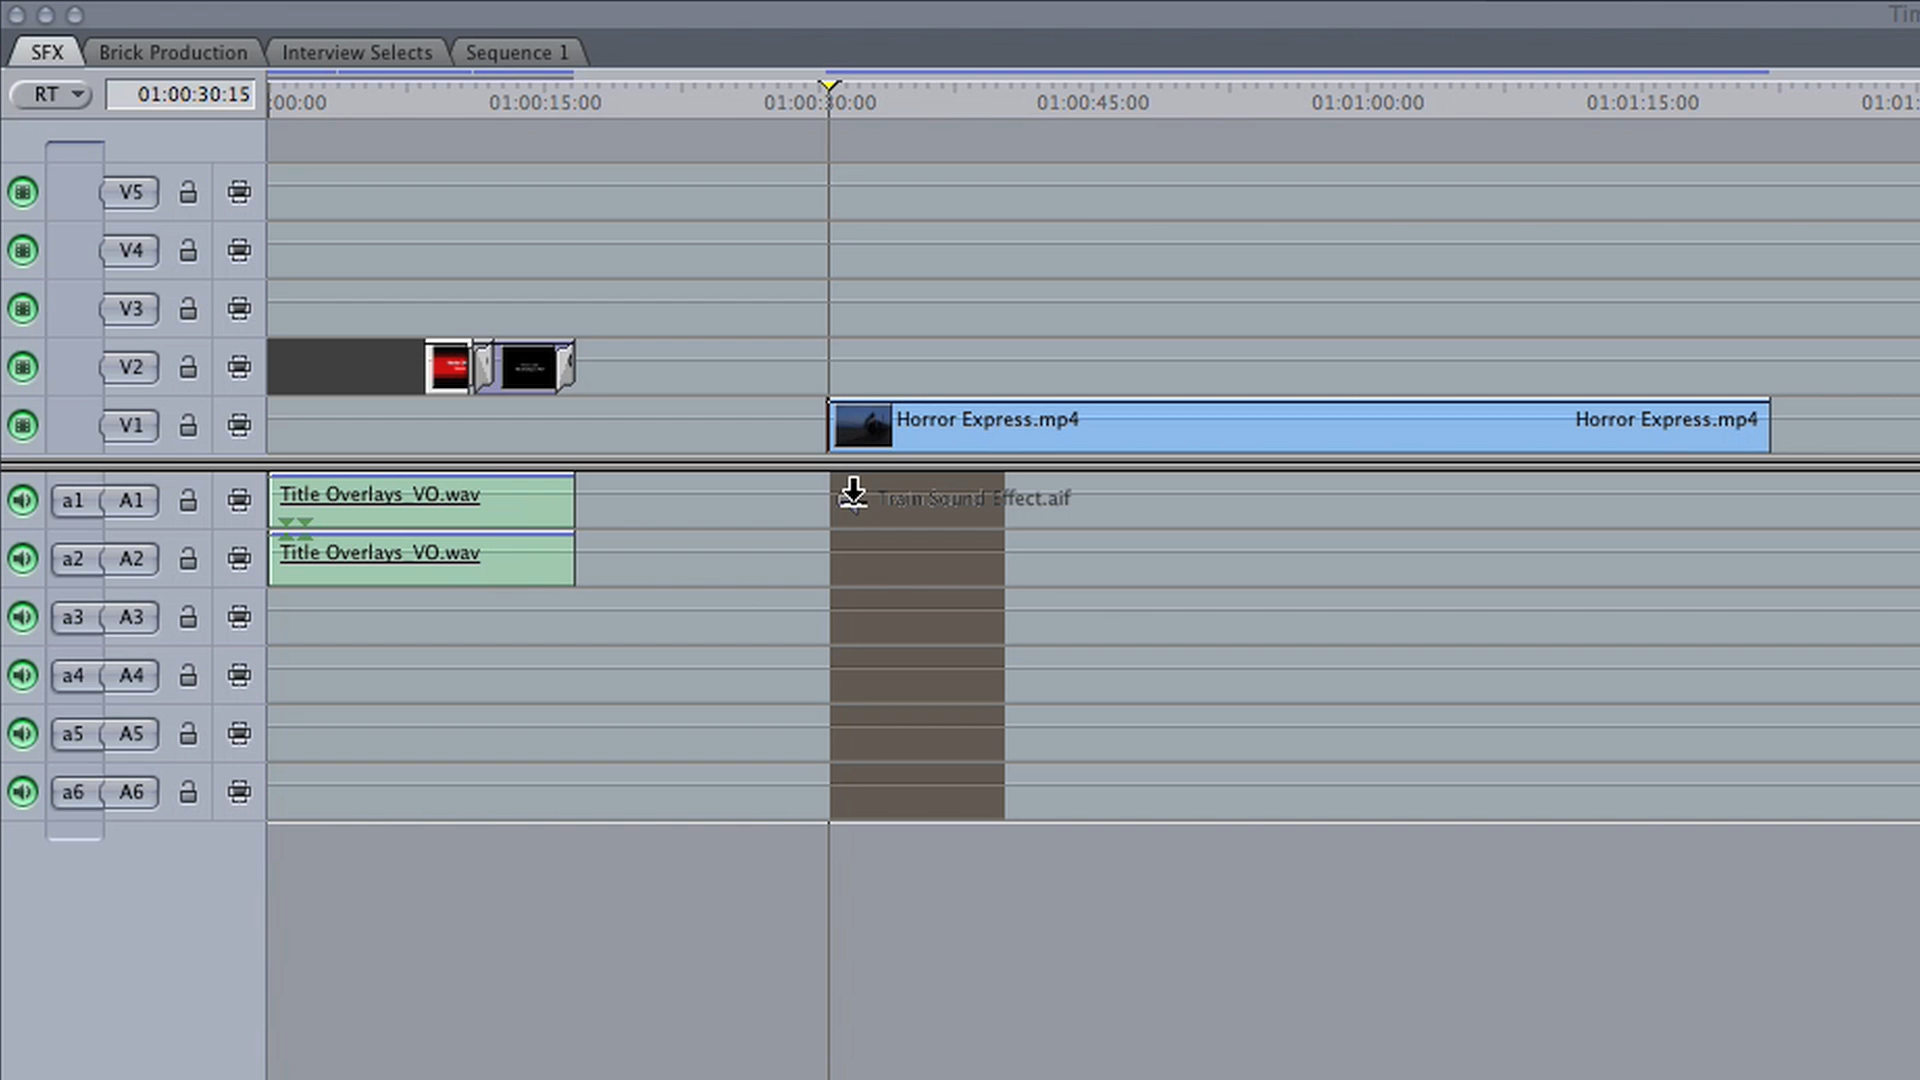 Tim
SFX Brick Production Interview Selects Sequence 1
RT 01:00:30:15 :00:00 01:00:15:00 01:00:30:00 01:00:45:00 01:01:00:00 01:01:15:00 01:01:
V5
V4
V3
V2
V1 Horror Express.mp4 Horror Express.mp4
a1 A1 Title Overlays_VO.wav Train Sound Effect.aif
a2 A2 Title Overlays_VO.wav
a3 A3
a4 A4
a5 A5
a6 A6